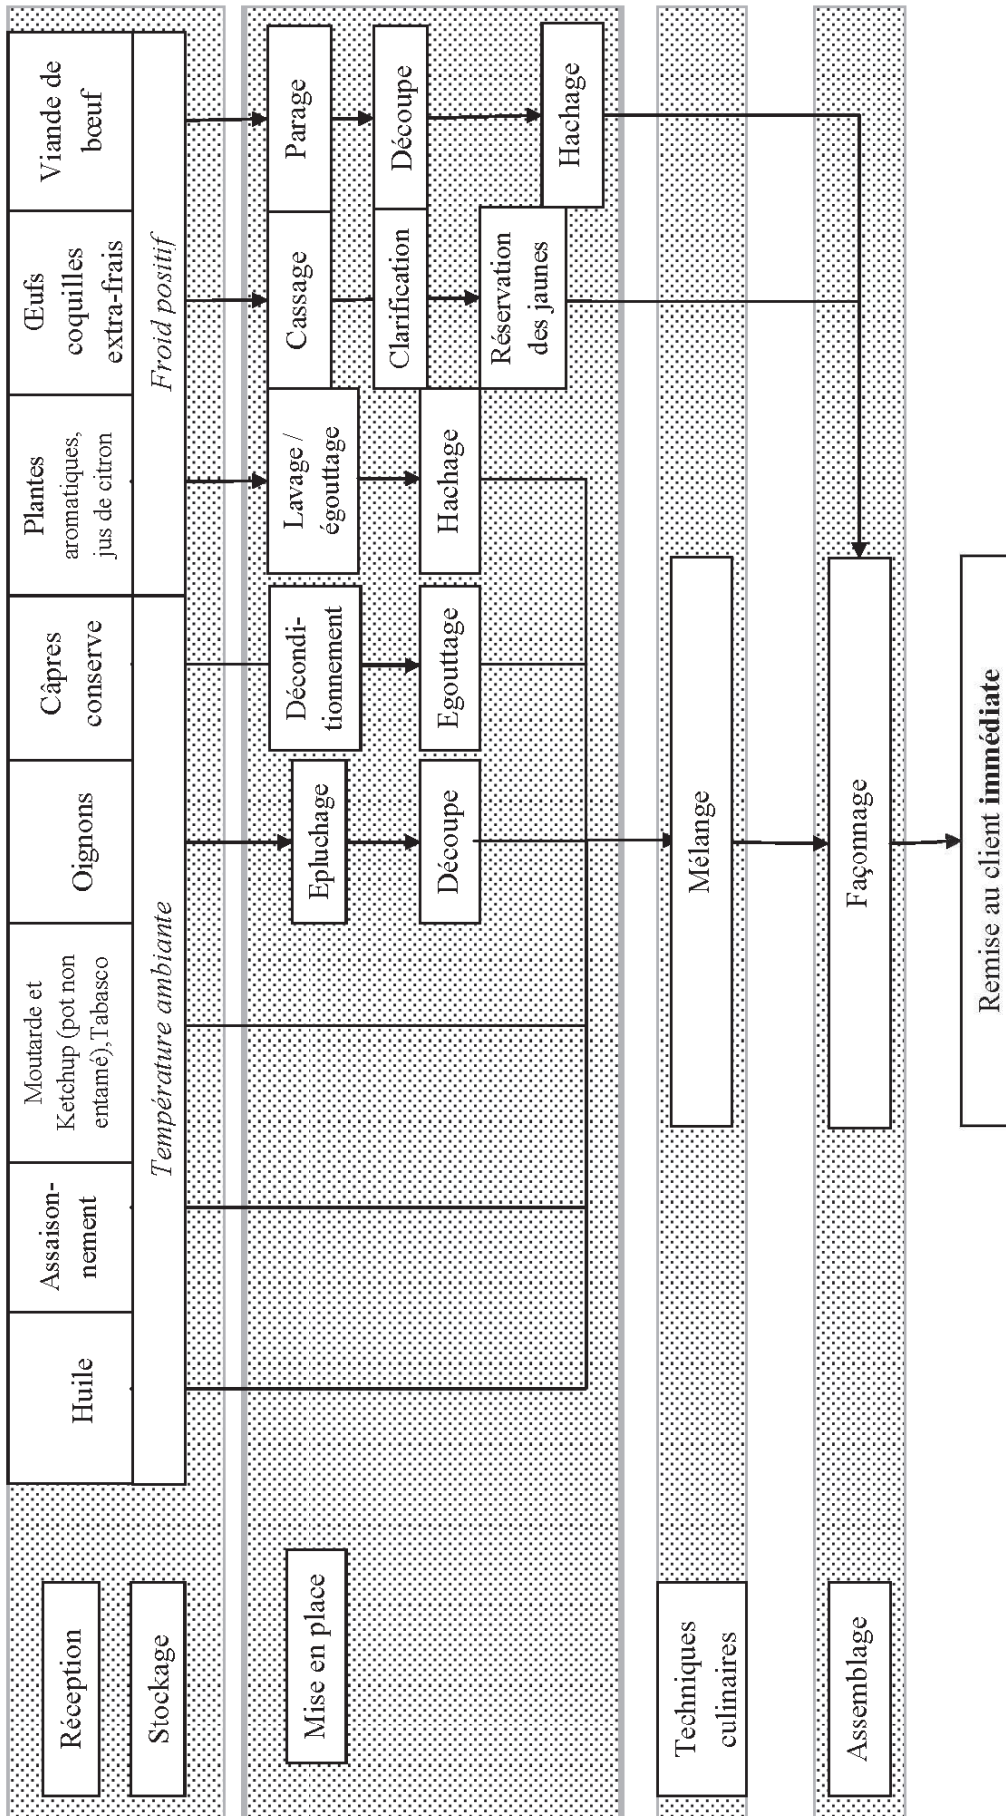 Réception
Huile
Assaison-
nement
Moutarde et
Ketchup (pot non
entamé),Tabasco
Oignons
Câpres
conserve
Plantes
aromatiques,
jus de citron
Œufs
coquilles
extra-frais
Viande de
bœuf
Stockage
Température ambiante
Froid positif
Mise en place
Epluchage
Découpe
Décondi-
tionnement
Egouttage
Lavage /
égouttage
Hachage
Cassage
Clarification
Réservation
des jaunes
Parage
Découpe
Hachage
Techniques
culinaires
Mélange
Assemblage
Façonnage
Remise au client immédiate